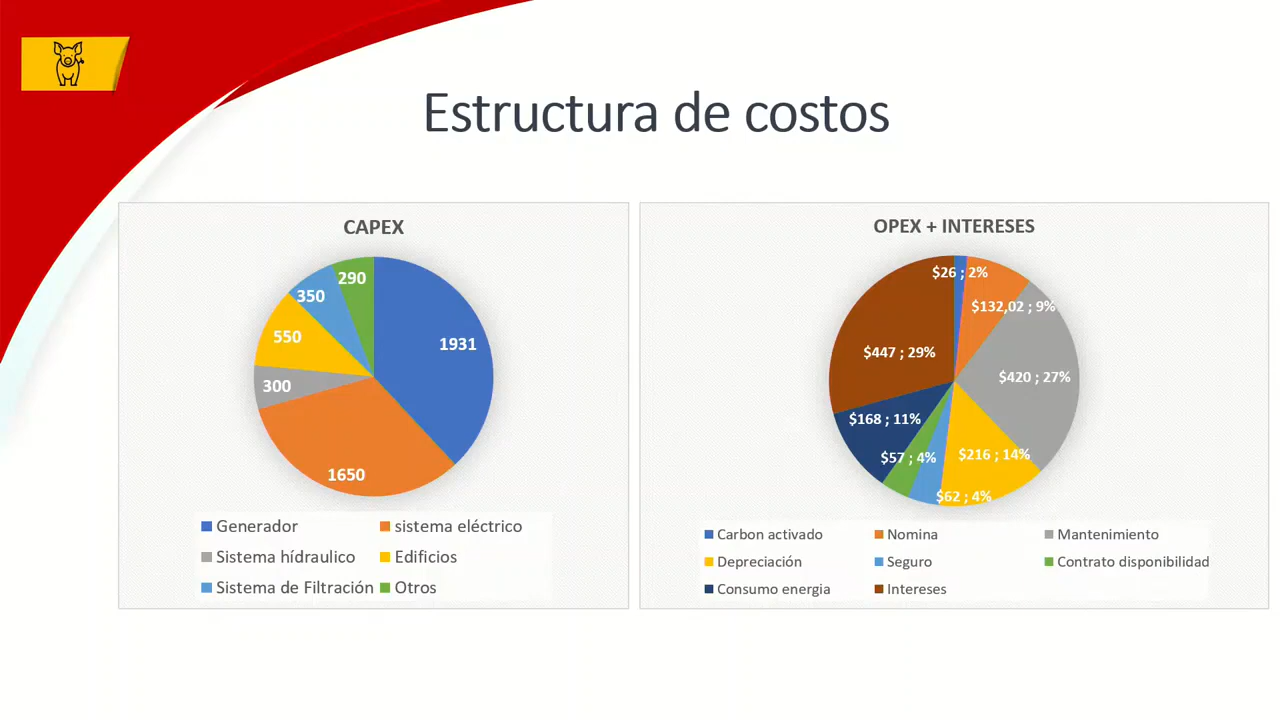 Estructura de costos
CAPEX
290
350
550
1931
300
1650
Generador
sistema eléctrico
Sistema hídraulico
Edificios
Sistema de Filtración
Otros
OPEX + INTERESES
$26 ; 2%
$132,02 ; 9%
$447 ; 29%
$420 ; 27%
$168 ; 11%
$57 ; 4%
$216 ; 14%
$62 ; 4%
Carbon activado
Nomina
Mantenimiento
Depreciación
Seguro
Contrato disponibilidad
Consumo energia
Intereses